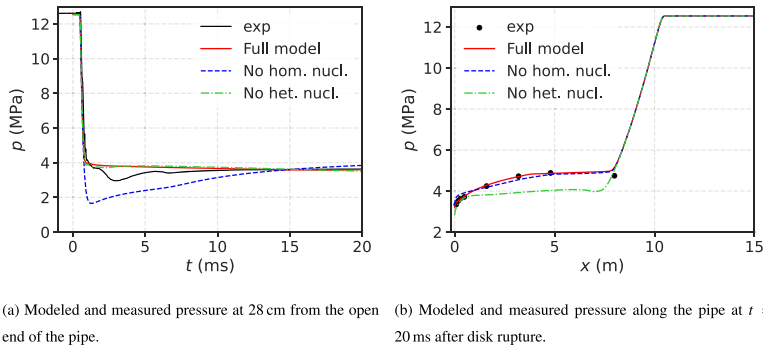 12
10
8
6
4
2
0
p (MPa)
exp
Full model
No hom. nucl.
No het. nucl.
0
5
10
15
20
t (ms)
12
10
8
6
4
2
p (MPa)
exp
Full model
No hom. nucl.
No het. nucl.
0
5
10
15
x (m)
(a) Modeled and measured pressure at 28 cm from the open
end of the pipe.
(b) Modeled and measured pressure along the pipe at t =
20 ms after disk rupture.